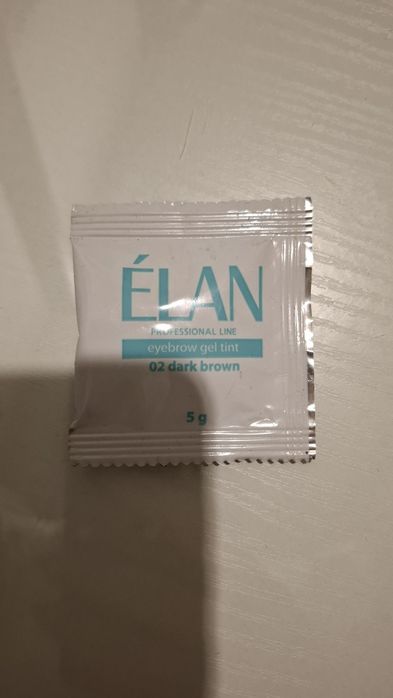 ÉLAN
PROFESSIONAL LINE
eyebrow gel tint
02 dark brown
5 g